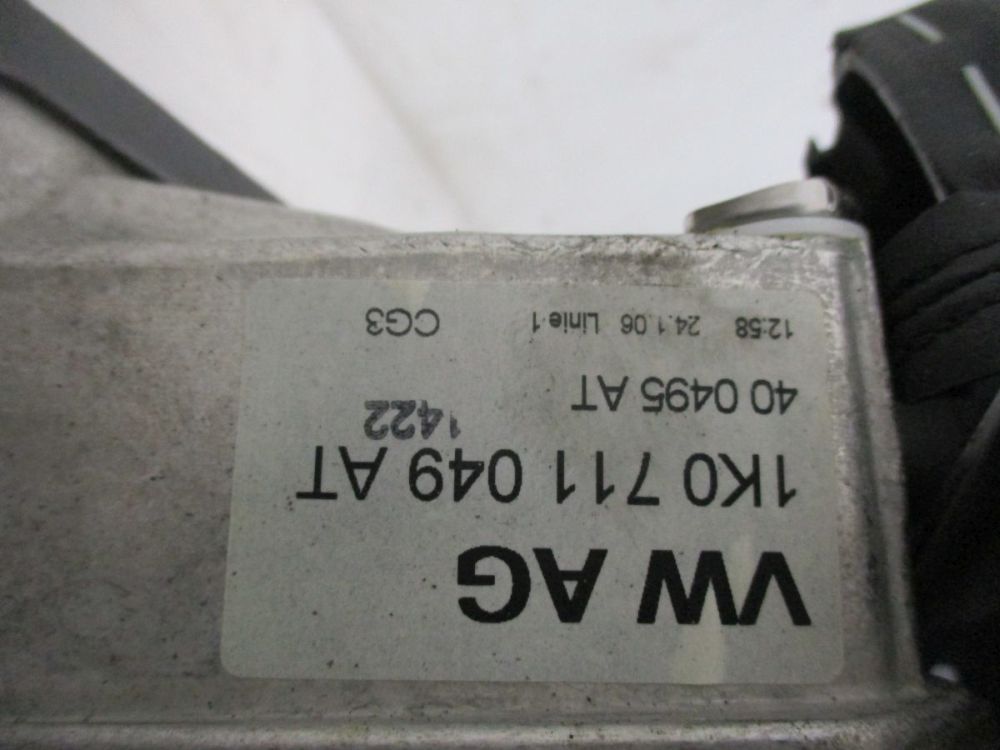 VW AG
1K0 711 049 AT
1422
40 0495 AT
12:58 24.1.06 Linie 1 CG3